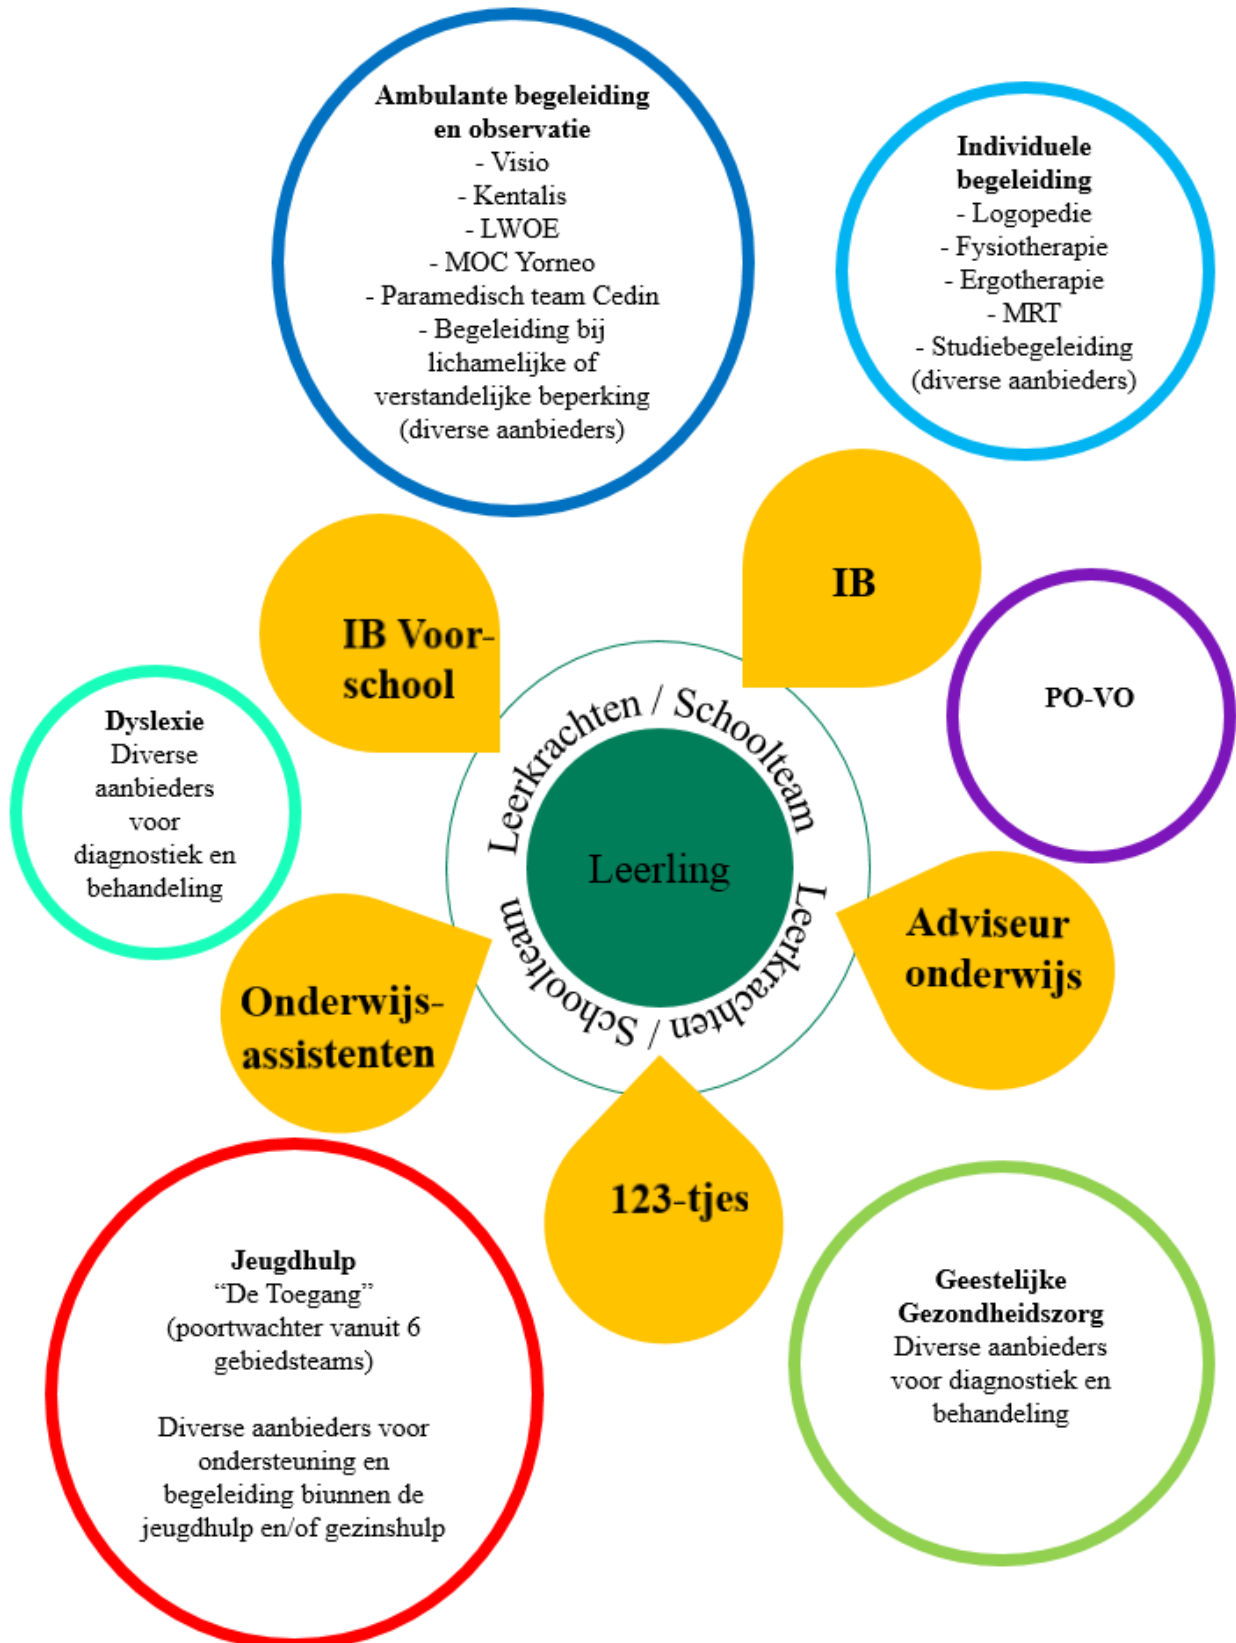 Ambulante begeleiding
en observatie
- Visio
- Kentalis
- LWOE
- MOC Yorneo
- Paramedisch team Cedin
- Begeleiding bij
lichamelijke of
verstandelijke beperking
(diverse aanbieders)
Individuele
begeleiding
- Logopedie
- Fysiotherapie
- Ergotherapie
- MRT
- Studiebegeleiding
(diverse aanbieders)
IB
IB Voor-
school
PO-VO
Dyslexie
Diverse
aanbieders
voor
diagnostiek en
behandeling
Leerkrachten / Schoolteam
Leerling
Leerkrachten / Schoolteam
Adviseur
onderwijs
Onderwijs-
assistenten
123-tjes
Jeugdhulp
“De Toegang”
(poortwachter vanuit 6
gebiedsteams)
Diverse aanbieders voor
ondersteuning en
begeleiding biunnen de
jeugdhulp en/of gezinshulp
Geestelijke
Gezondheidszorg
Diverse aanbieders
voor diagnostiek en
behandeling